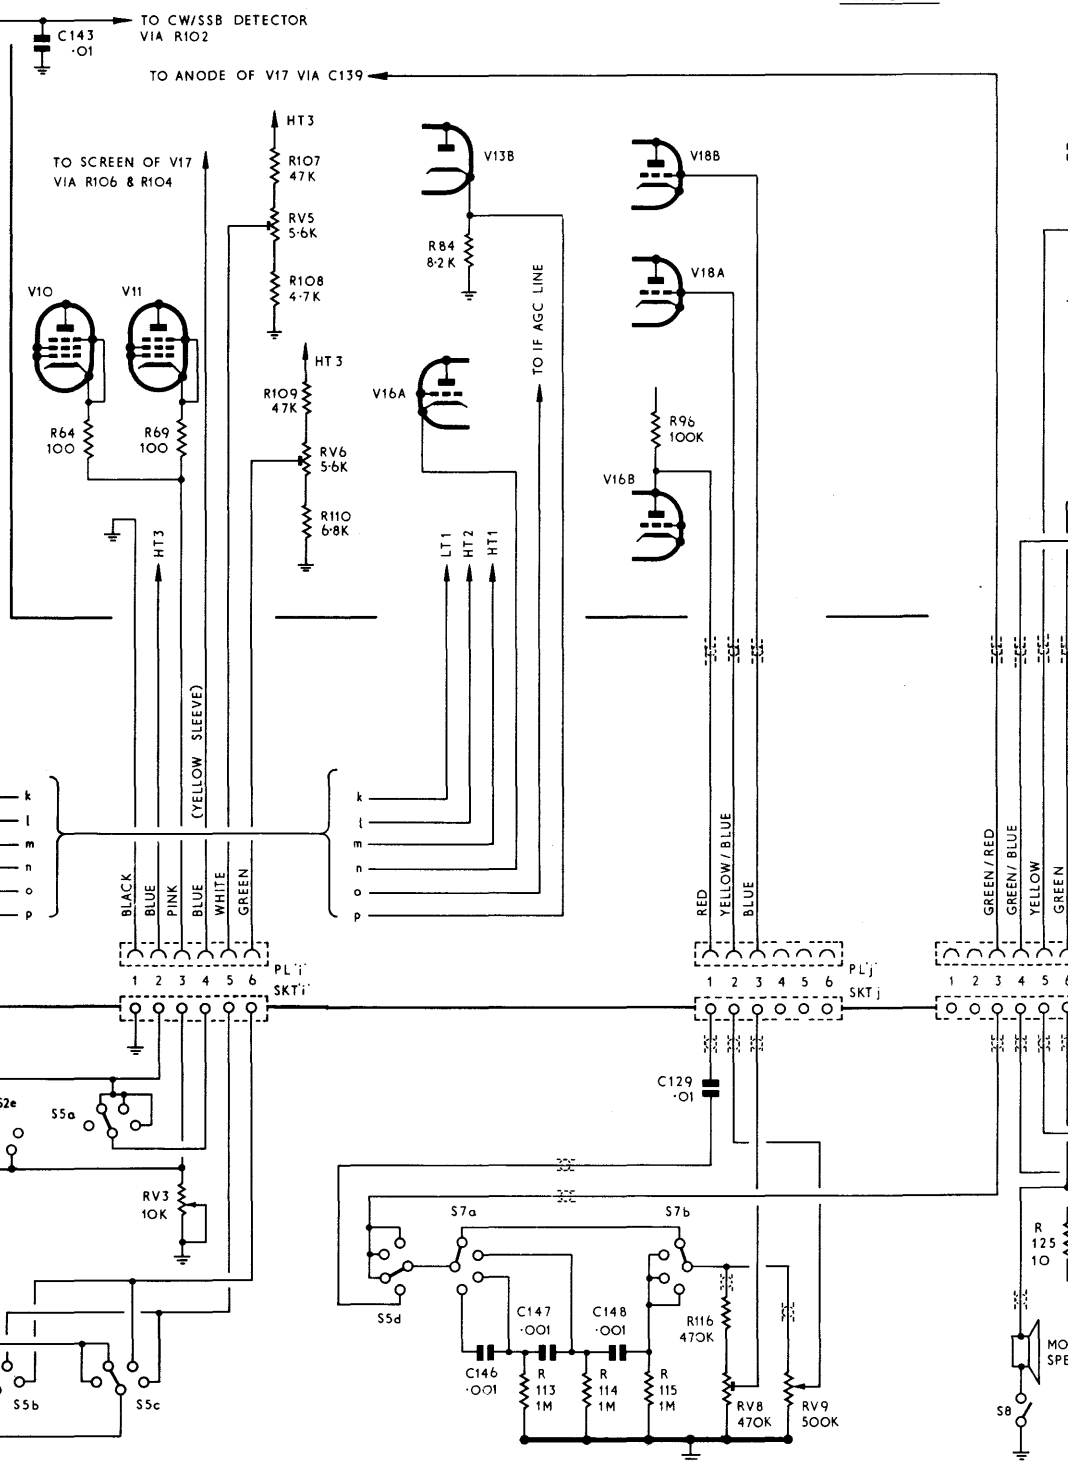 TO CW/SSB DETECTOR
VIA R102
C143
·01
TO ANODE OF V17 VIA C139
HT3
TO SCREEN OF V17
VIA R106 & R104
R107
47K
V13B
V18B
RV5
5·6K
R84
8·2K
R108
4·7K
V10
V11
V18A
TO IF AGC LINE
HT3
R109
47K
V16A
R64
100
R69
100
R96
100K
RV6
5·6K
V16B
R110
6·8K
HT3
LT1
HT2
HT1
(YELLOW SLEEVE)
k
l
m
n
o
p
k
l
m
n
o
p
BLACK
BLUE
PINK
BLUE
WHITE
GREEN
RED
YELLOW/BLUE
BLUE
GREEN/RED
GREEN/BLUE
YELLOW
GREEN
1 2 3 4 5 6
PL'i'
SKT'i'
1 2 3 4 5 6
PL'j'
SKT j
1 2 3 4 5 6
C129
·01
S2e
S5a
RV3
10K
S7a
S7b
R
125
10
S5d
C147
·001
C148
·001
R116
470K
C146
·001
R
113
1M
R
114
1M
R
115
1M
RV8
470K
RV9
500K
MO
SPE
S8
S5b
S5c